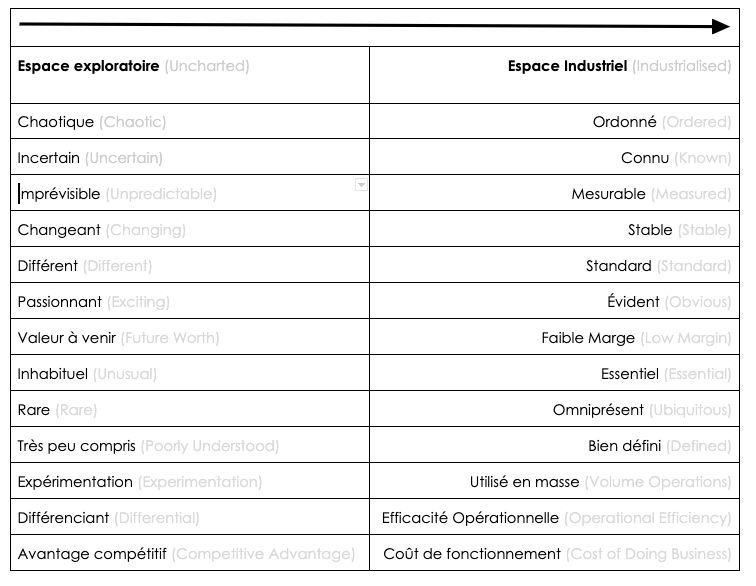 Espace exploratoire (Uncharted) Espace Industriel (Industrialised)
Chaotique (Chaotic) Ordonné (Ordered)
Incertain (Uncertain) Connu (Known)
Imprévisible (Unpredictable) Mesurable (Measured)
Changeant (Changing) Stable (Stable)
Différent (Different) Standard (Standard)
Passionnant (Exciting) Évident (Obvious)
Valeur à venir (Future Worth) Faible Marge (Low Margin)
Inhabituel (Unusual) Essentiel (Essential)
Rare (Rare) Omniprésent (Ubiquitous)
Très peu compris (Poorly Understood) Bien défini (Defined)
Expérimentation (Experimentation) Utilisé en masse (Volume Operations)
Différenciant (Differential) Efficacité Opérationnelle (Operational Efficiency)
Avantage compétitif (Competitive Advantage) Coût de fonctionnement (Cost of Doing Business)